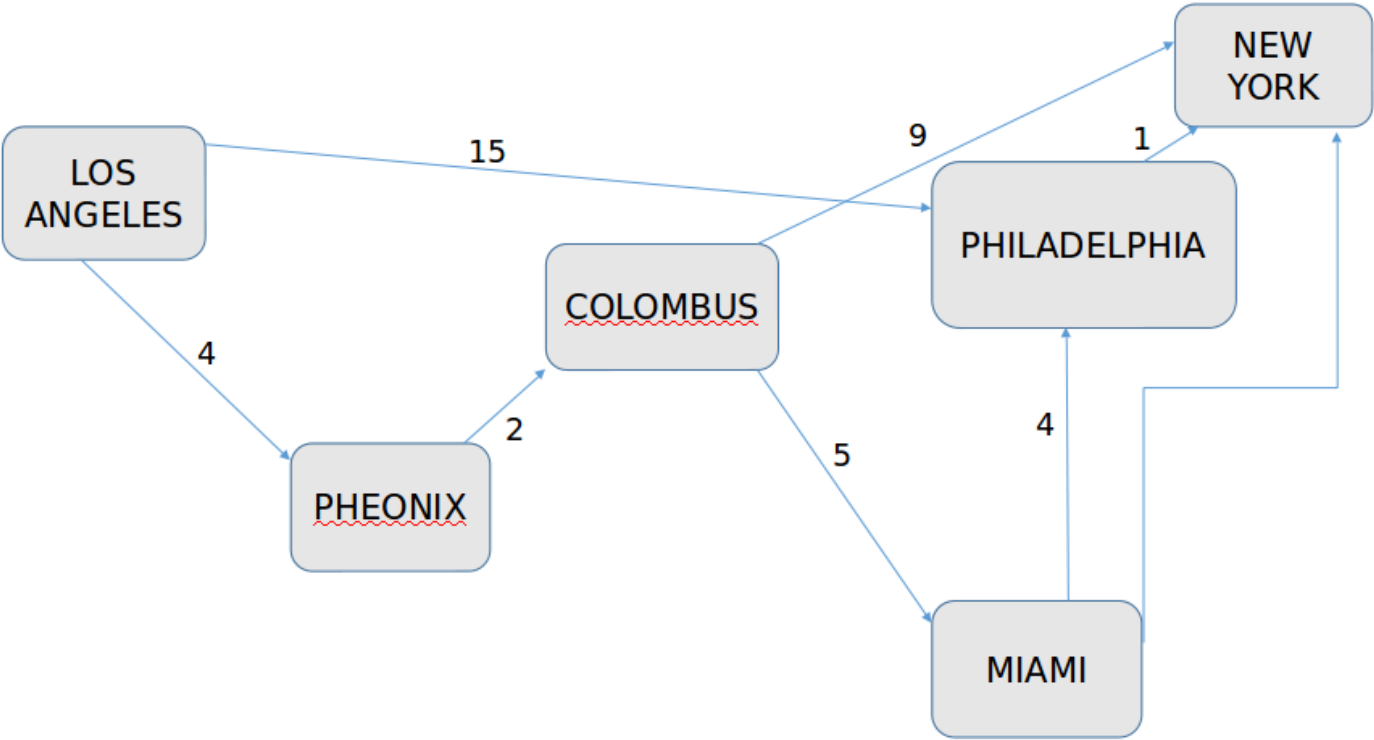 NEW
YORK
9
1
15
LOS
ANGELES
PHILADELPHIA
COLOMBUS
4
2
4
5
PHEONIX
MIAMI